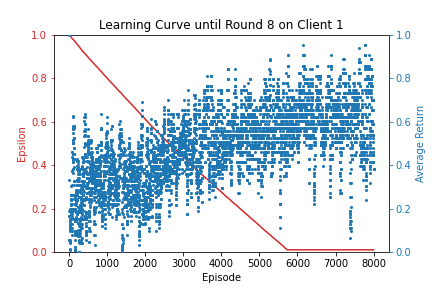 Learning Curve until Round 8 on Client 1
1.0 1.0
0.8 0.8
0.6 0.6
0.4 0.4
0.2 0.2
0.0 0.0
Epsilon
Average Return
0 1000 2000 3000 4000 5000 6000 7000 8000
Episode